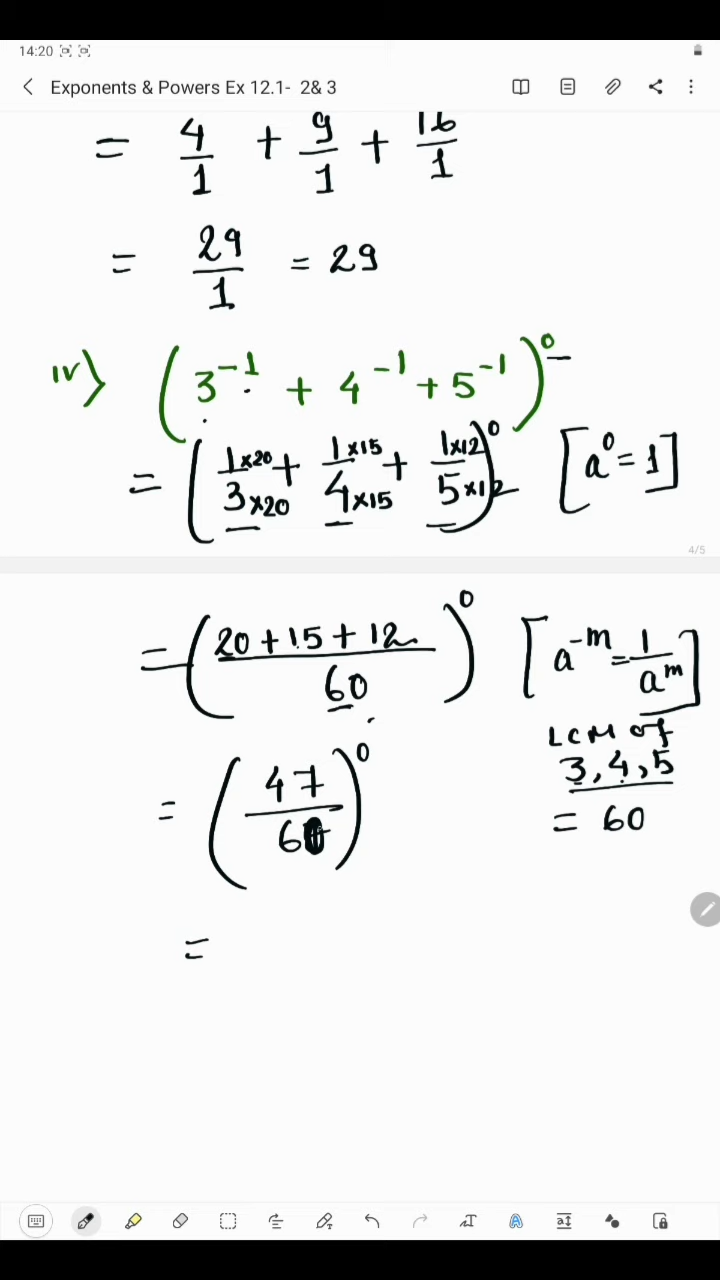 14:20
Exponents & Powers Ex 12.1- 2& 3
= 4/1 + 9/1 + 16/1
= 29/1 = 29
iv) (3⁻¹ + 4⁻¹ + 5⁻¹)⁰
= (1×20/3×20 + 1×15/4×15 + 1×12/5×12)⁰ [a⁰ = 1]
4/5
= (20+15+12/60)⁰ [a⁻ᵐ = 1/aᵐ]
LCM of
3, 4, 5
= 60
= (47/60)⁰
=